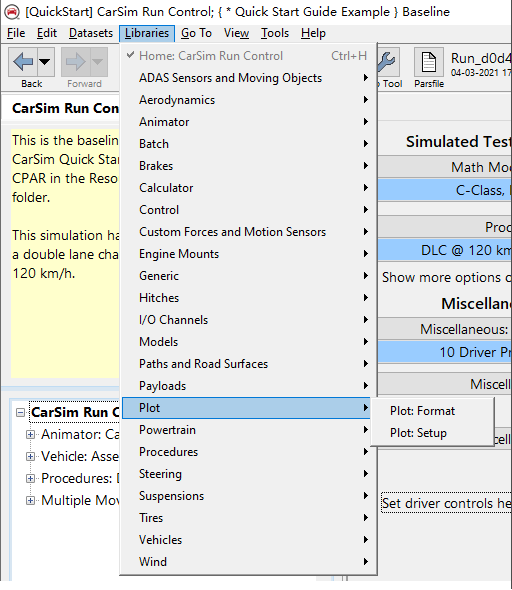 [QuickStart] CarSim Run Control; { * Quick Start Guide Example } Baseline
File Edit Datasets Libraries Go To View Tools Help
Back Forward Tool Parsfile
Run_d0d4
04-03-2021 17
CarSim Run Con
This is the baselin
CarSim Quick Star
CPAR in the Reso
folder.
This simulation ha
a double lane cha
120 km/h.
Home: CarSim Run Control Ctrl+H
ADAS Sensors and Moving Objects
Aerodynamics
Animator
Batch
Brakes
Calculator
Control
Custom Forces and Motion Sensors
Engine Mounts
Generic
Hitches
I/O Channels
Models
Paths and Road Surfaces
Payloads
Plot
Powertrain
Procedures
Steering
Suspensions
Tires
Vehicles
Wind
Plot: Format
Plot: Setup
Simulated Test
Math Mod
C-Class,
Proc
DLC @ 120 km
Show more options o
Miscellan
Miscellaneous:
10 Driver Pr
Miscell
cell
Set driver controls he
CarSim Run C
Animator: Ca
Vehicle: Asse
Procedures:
Multiple Mov